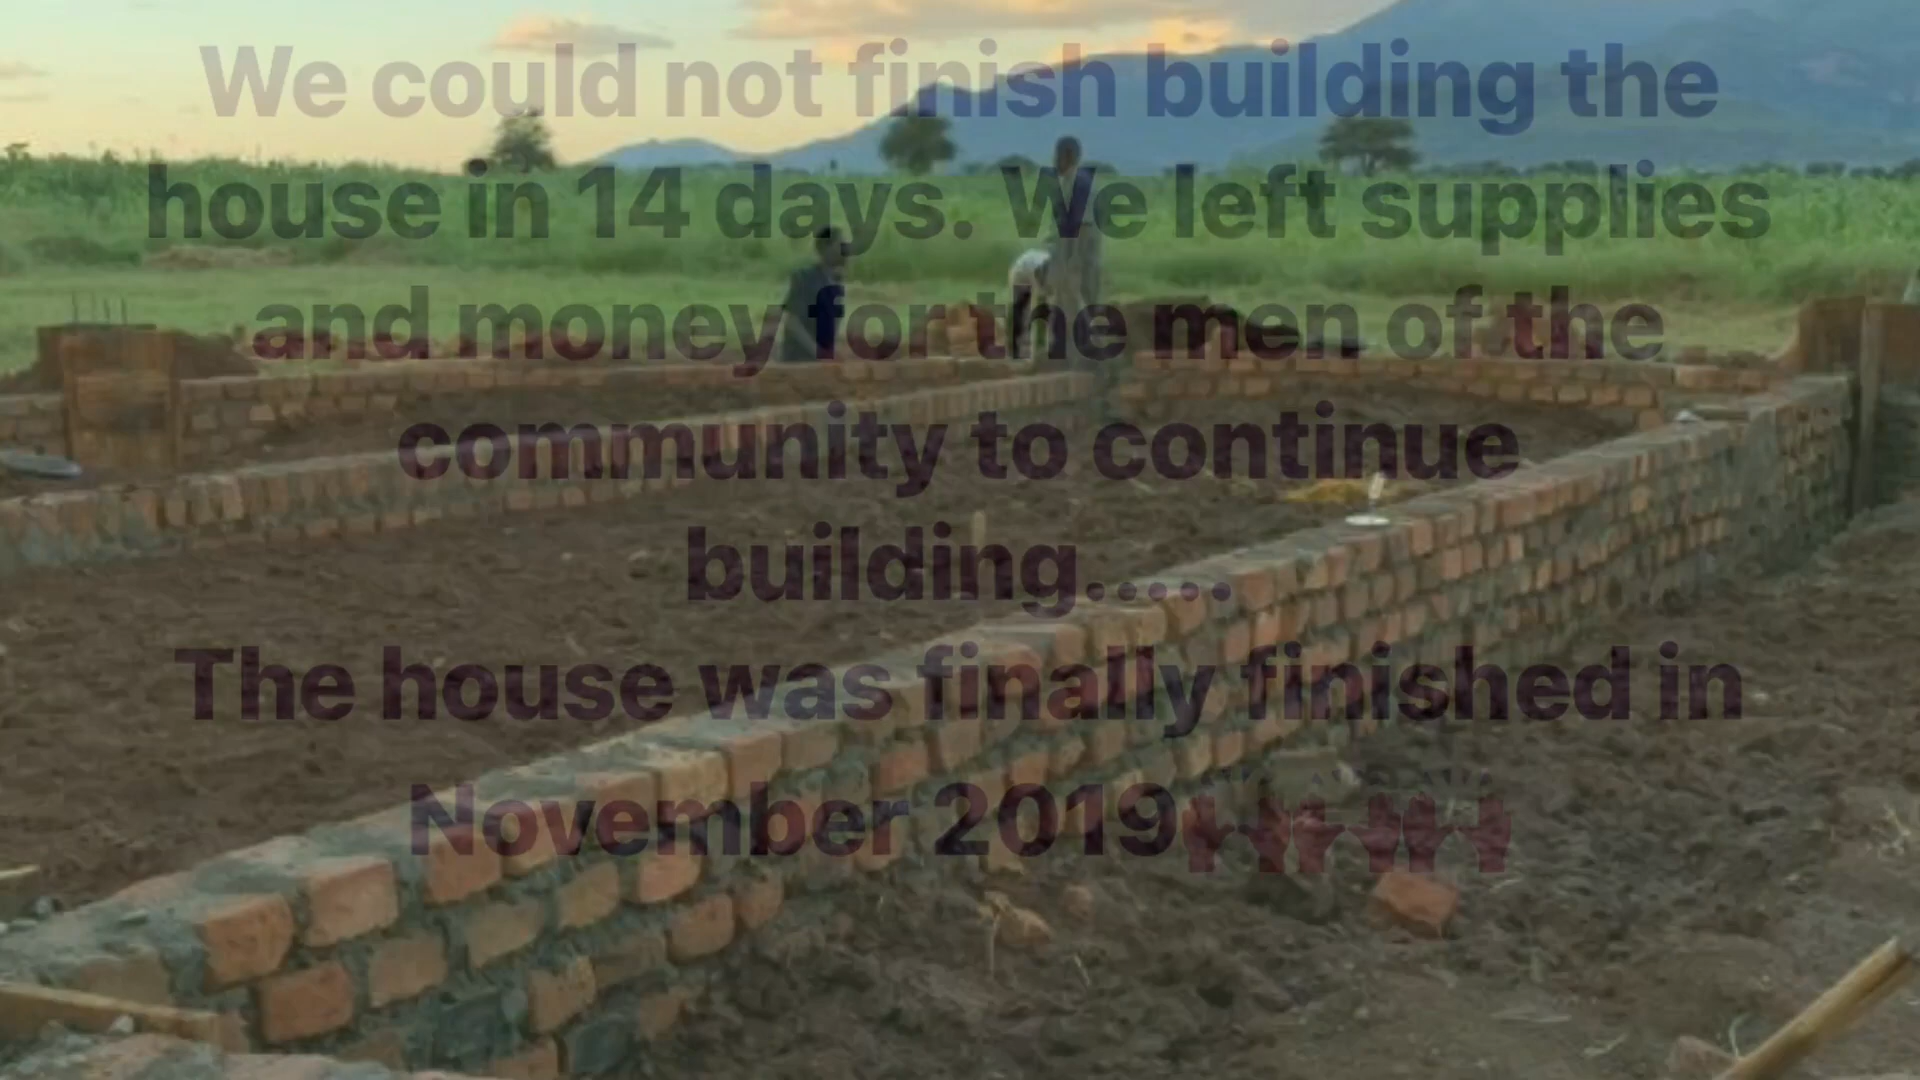 We could not finish building the
house in 14 days. We left supplies
and money for the men of the
community to continue
building.....
The house was finally finished in
November 2019🙌🙌🙌